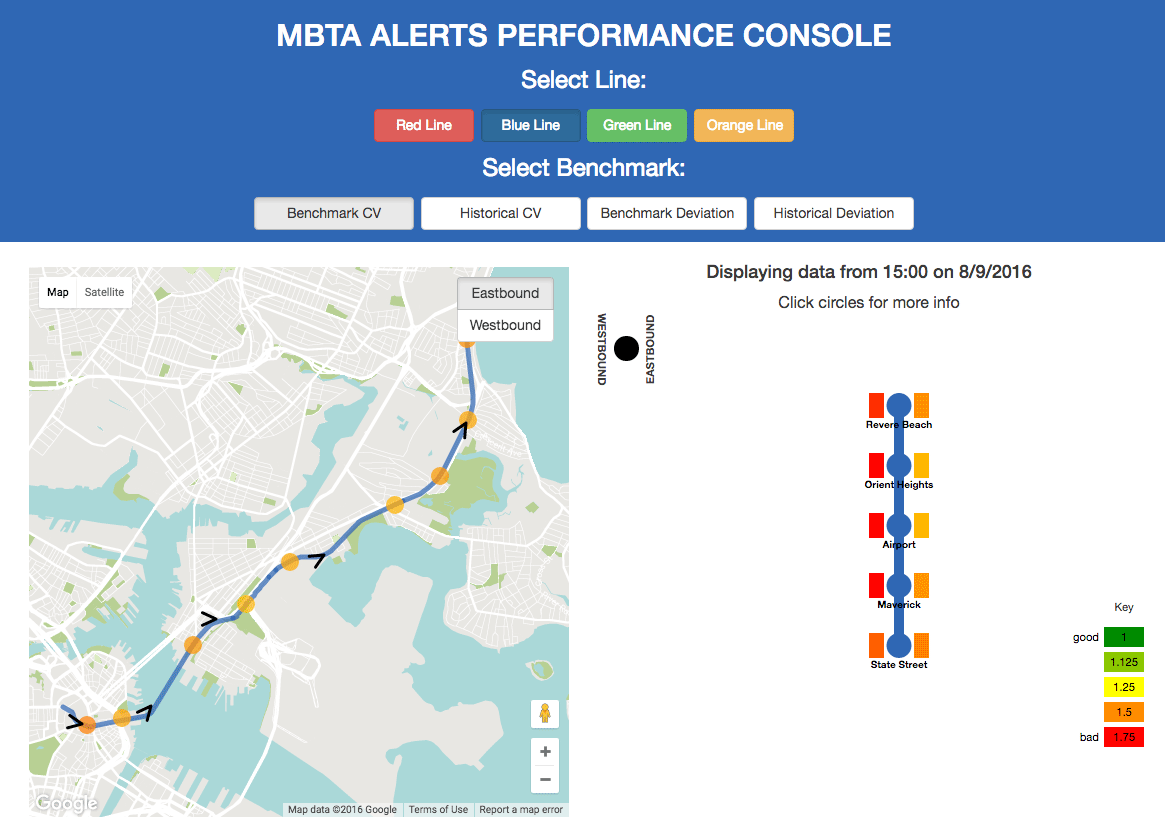 MBTA ALERTS PERFORMANCE CONSOLE
Select Line:
Red Line Blue Line Green Line Orange Line
Select Benchmark:
Benchmark CV Historical CV Benchmark Deviation Historical Deviation
Map Satellite
Eastbound
Westbound
Google
Map data ©2016 Google Terms of Use Report a map error
Displaying data from 15:00 on 8/9/2016
Click circles for more info
WESTBOUND
EASTBOUND
Revere Beach
Orient Heights
Airport
Maverick
State Street
Key
good 1
1.125
1.25
1.5
bad 1.75